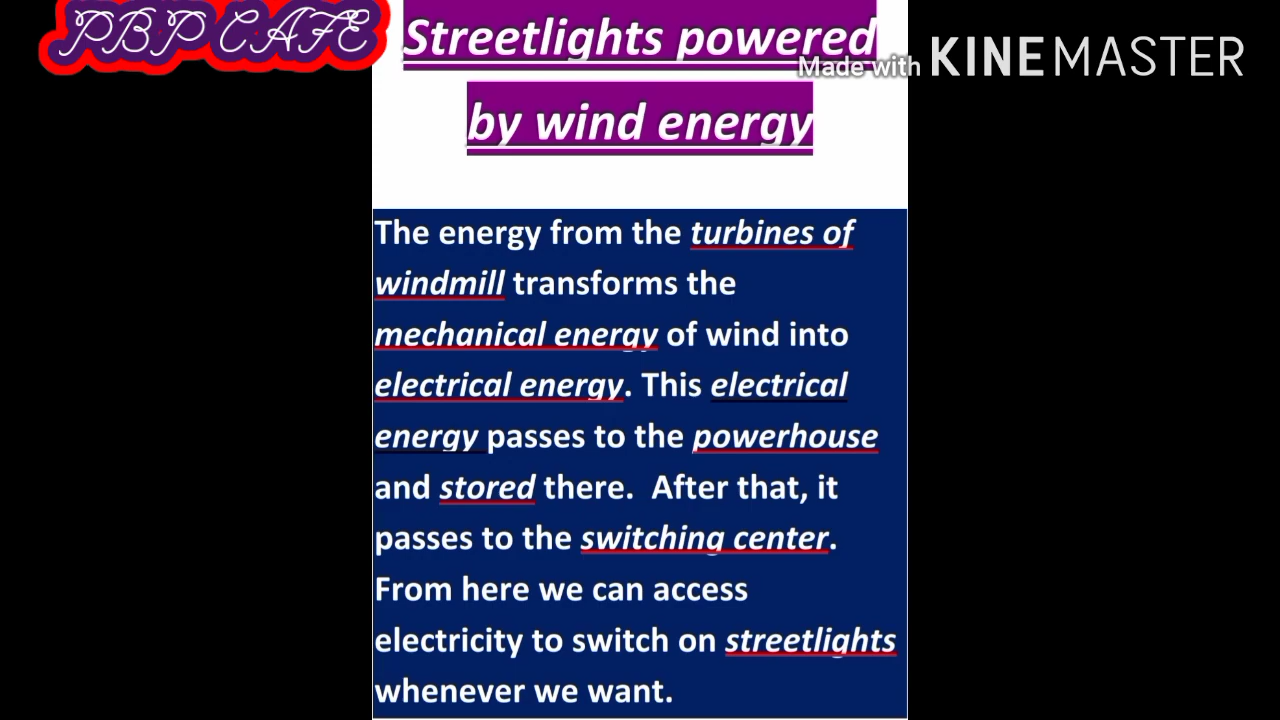 PBP CAFE
Streetlights powered
Made with KINEMASTER
by wind energy
The energy from the turbines of
windmill transforms the
mechanical energy of wind into
electrical energy. This electrical
energy passes to the powerhouse
and stored there.  After that, it
passes to the switching center.
From here we can access
electricity to switch on streetlights
whenever we want.